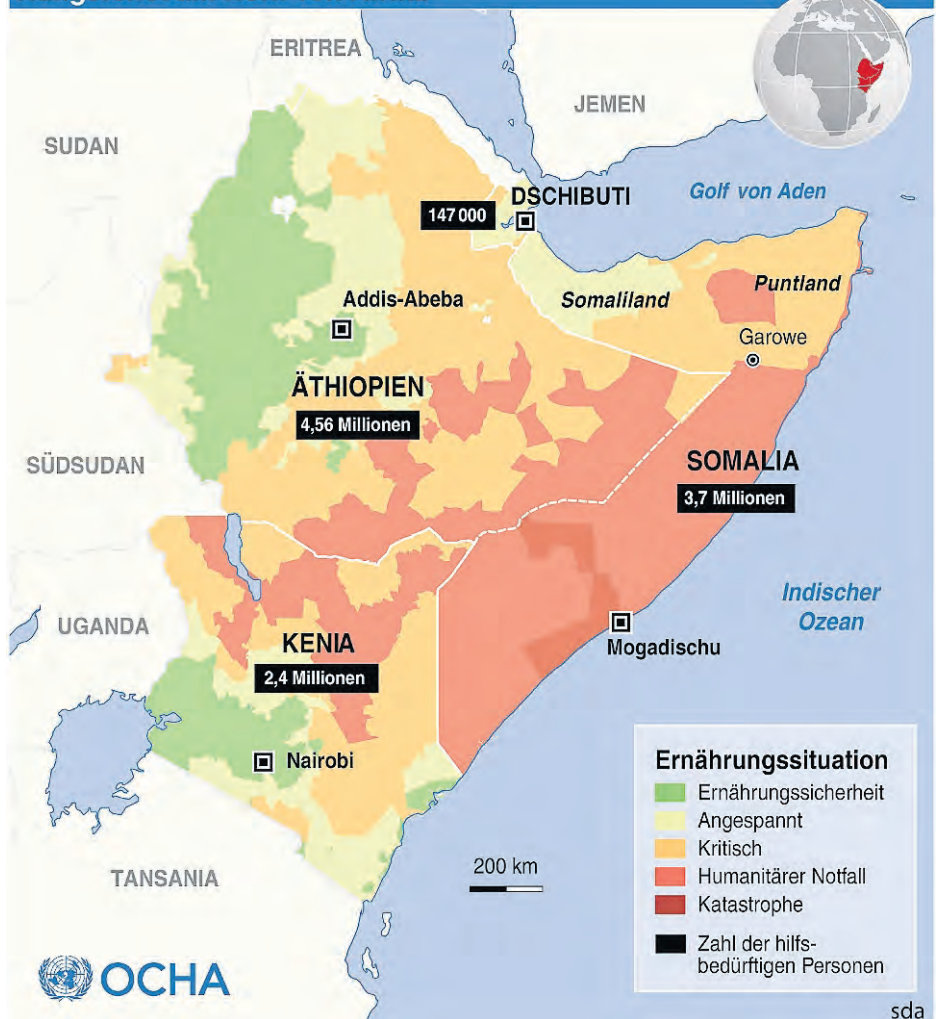 ERITREA
JEMEN
SUDAN
DSCHIBUTI
147 000
Golf von Aden
Puntland
Somaliland
Addis-Abeba
Garowe
ÄTHIOPIEN
4,56 Millionen
SÜDSUDAN
SOMALIA
3,7 Millionen
Indischer
Ozean
UGANDA
KENIA
Mogadischu
2,4 Millionen
Nairobi
Ernährungssituation
Ernährungssicherheit
Angespannt
Kritisch
Humanitärer Notfall
Katastrophe
Zahl der hilfs-
bedürftigen Personen
200 km
TANSANIA
OCHA
sda